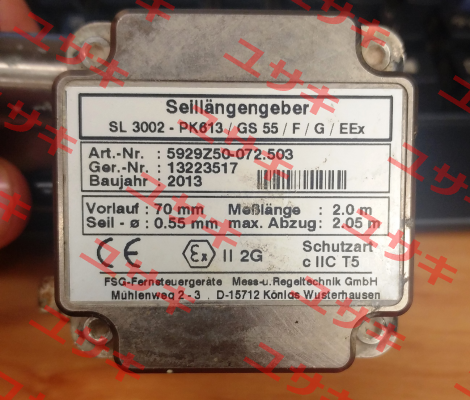 Seillängengeber
SL 3002 - PK613 / GS 55 / F / G / EEx
Art.-Nr. : 5929Z50-072.503
Ger.-Nr. : 13223517
Baujahr : 2013
Vorlauf : 70 mm Meßlänge : 2.0 m
Seil - ø : 0.55 mm max. Abzug: 2.05 m
CE Ex II 2G Schutzart
c IIC T5
FSG-Fernsteuergeräte Mess-u.Regeltechnik GmbH
Mühlenweg 2 - 3 . D-15712 Königs Wusterhausen
ユサキ